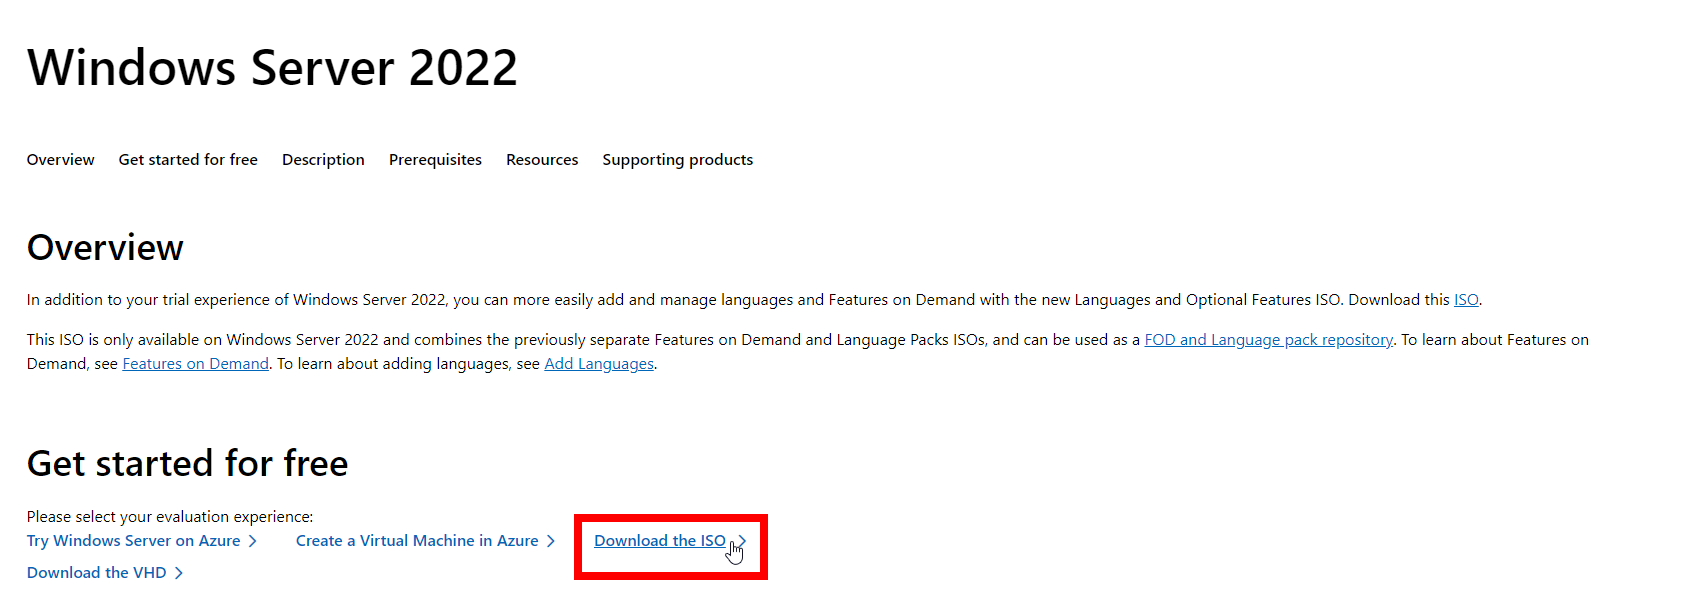 Windows Server 2022
Overview Get started for free Description Prerequisites Resources Supporting products
Overview
In addition to your trial experience of Windows Server 2022, you can more easily add and manage languages and Features on Demand with the new Languages and Optional Features ISO. Download this ISO.
This ISO is only available on Windows Server 2022 and combines the previously separate Features on Demand and Language Packs ISOs, and can be used as a FOD and Language pack repository. To learn about Features on
Demand, see Features on Demand. To learn about adding languages, see Add Languages.
Get started for free
Please select your evaluation experience:
Try Windows Server on Azure Create a Virtual Machine in Azure Download the ISO
Download the VHD